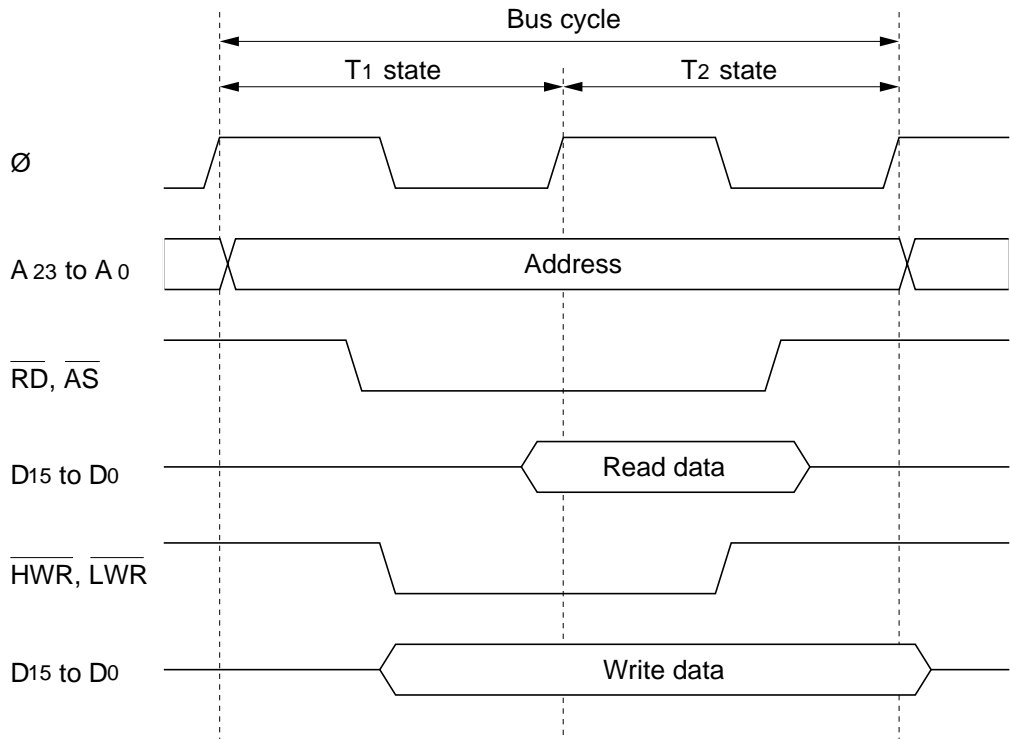 Bus cycle
T1 state
T2 state
Ø
A 23 to A 0
Address
RD, AS
D15 to D0
Read data
HWR, LWR
D15 to D0
Write data